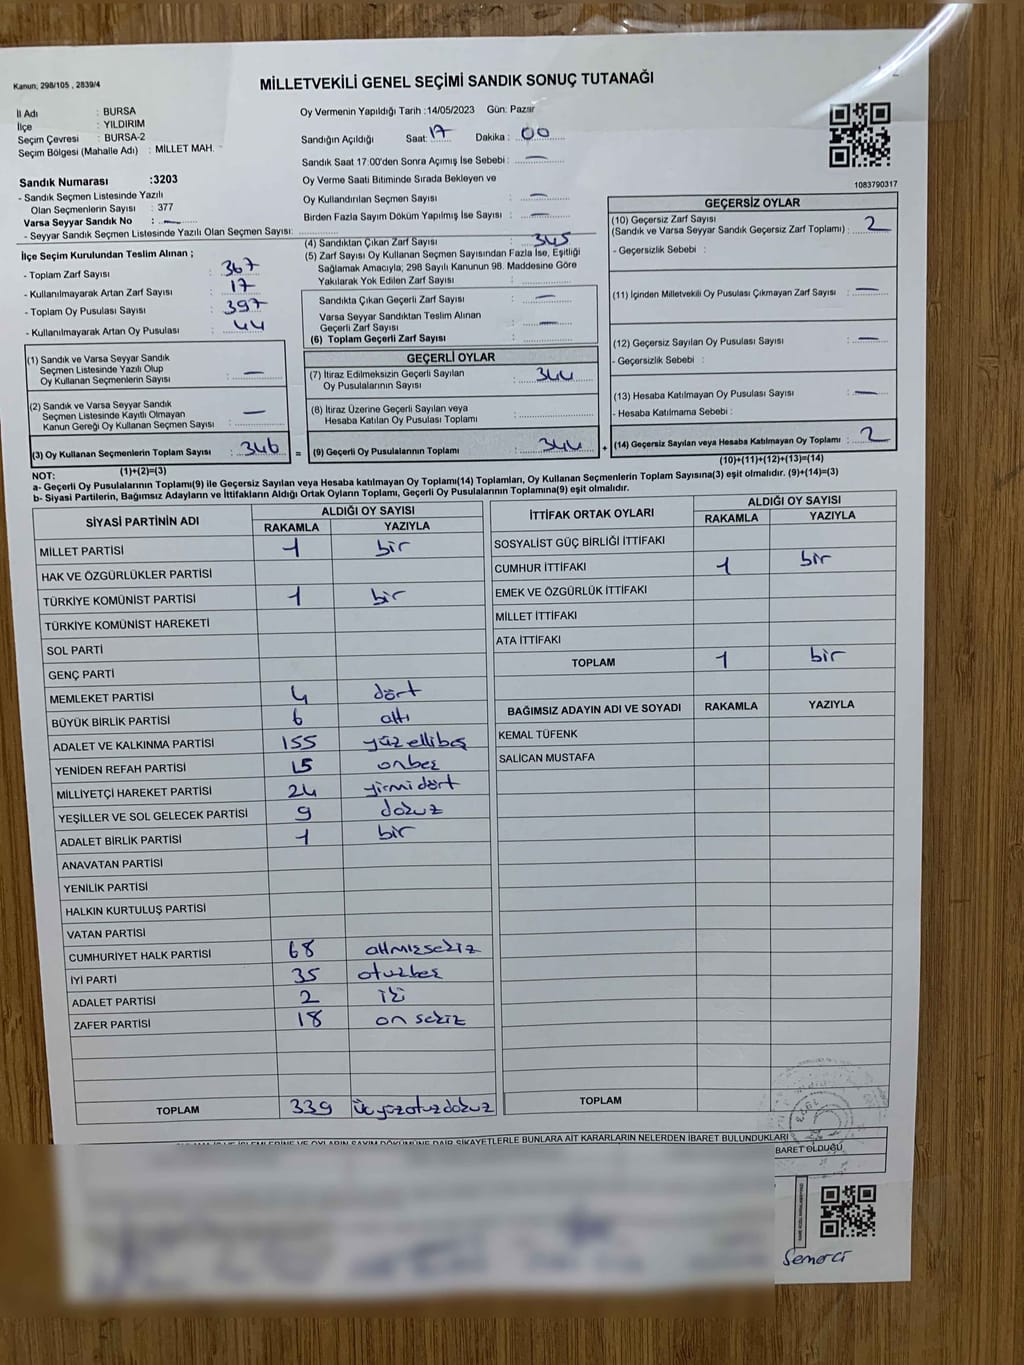 Kanun; 298/105 , 2839/4
MİLLETVEKİLİ GENEL SEÇİMİ SANDIK SONUÇ TUTANAĞI
İl Adı : BURSA
İlçe : YILDIRIM
Seçim Çevresi : BURSA-2
Seçim Bölgesi (Mahalle Adı) : MİLLET MAH.
Oy Vermenin Yapıldığı Tarih :14/05/2023 Gün: Pazar
Sandığın Açıldığı Saat: 17 Dakika : 00
Sandık Saat 17:00'den Sonra Açımış İse Sebebi : —
Oy Verme Saati Bitiminde Sırada Bekleyen ve
Oy Kullandırılan Seçmen Sayısı : —
Birden Fazla Sayım Döküm Yapılmış İse Sayısı : —
1083790317
Sandık Numarası :3203
- Sandık Seçmen Listesinde Yazılı
Olan Seçmenlerin Sayısı : 377
Varsa Seyyar Sandık No : —
- Seyyar Sandık Seçmen Listesinde Yazılı Olan Seçmen Sayısı:
İlçe Seçim Kurulundan Teslim Alınan ;
- Toplam Zarf Sayısı : 367
- Kullanılmayarak Artan Zarf Sayısı : 17
- Toplam Oy Pusulası Sayısı : 397
- Kullanılmayarak Artan Oy Pusulası : 44
(4) Sandıktan Çıkan Zarf Sayısı : 345
(5) Zarf Sayısı Oy Kullanan Seçmen Sayısından Fazla İse, Eşitliği
Sağlamak Amacıyla; 298 Sayılı Kanunun 98. Maddesine Göre
Yakılarak Yok Edilen Zarf Sayısı :
Sandıkta Çıkan Geçerli Zarf Sayısı : —
Varsa Seyyar Sandıktan Teslim Alınan
Geçerli Zarf Sayısı : —
(6) Toplam Geçerli Zarf Sayısı :
GEÇERSİZ OYLAR
(10) Geçersiz Zarf Sayısı
(Sandık ve Varsa Seyyar Sandık Geçersiz Zarf Toplamı) : 2
- Geçersizlik Sebebi :
(11) İçinden Milletvekili Oy Pusulası Çıkmayan Zarf Sayısı : —
(12) Geçersiz Sayılan Oy Pusulası Sayısı : —
- Geçersizlik Sebebi :
(13) Hesaba Katılmayan Oy Pusulası Sayısı : —
- Hesaba Katılmama Sebebi :
(14) Geçersiz Sayılan veya Hesaba Katılmayan Oy Toplamı : 2
(1) Sandık ve Varsa Seyyar Sandık
Seçmen Listesinde Yazılı Olup
Oy Kullanan Seçmenlerin Sayısı : —
(2) Sandık ve Varsa Seyyar Sandık
Seçmen Listesinde Kayıtlı Olmayan
Kanun Gereği Oy Kullanan Seçmen Sayısı : —
(3) Oy Kullanan Seçmenlerin Toplam Sayısı : 346 =
GEÇERLİ OYLAR
(7) İtiraz Edilmeksizin Geçerli Sayılan
Oy Pusulalarının Sayısı : 344
(8) İtiraz Üzerine Geçerli Sayılan veya
Hesaba Katılan Oy Pusulası Toplamı :
(9) Geçerli Oy Pusulalarının Toplamı : 344 +
(1)+(2)=(3)
(10)+(11)+(12)+(13)=(14)
NOT:
a- Geçerli Oy Pusulalarının Toplamı(9) ile Geçersiz Sayılan veya Hesaba katılmayan Oy Toplamı(14) Toplamları, Oy Kullanan Seçmenlerin Toplam Sayısına(3) eşit olmalıdır. (9)+(14)=(3)
b- Siyasi Partilerin, Bağımsız Adayların ve İttifakların Aldığı Ortak Oyların Toplamı, Geçerli Oy Pusulalarının Toplamına(9) eşit olmalıdır.
SİYASİ PARTİNİN ADI ALDIĞI OY SAYISI
RAKAMLA YAZIYLA
MİLLET PARTİSİ 1 bir
HAK VE ÖZGÜRLÜKLER PARTİSİ
TÜRKİYE KOMÜNİST PARTİSİ 1 bir
TÜRKİYE KOMÜNİST HAREKETİ
SOL PARTİ
GENÇ PARTİ
MEMLEKET PARTİSİ 4 dört
BÜYÜK BİRLİK PARTİSİ 6 altı
ADALET VE KALKINMA PARTİSİ 155 yüzellibeş
YENİDEN REFAH PARTİSİ 15 onbeş
MİLLİYETÇİ HAREKET PARTİSİ 24 yirmidört
YEŞİLLER VE SOL GELECEK PARTİSİ 9 dokuz
ADALET BİRLİK PARTİSİ 1 bir
ANAVATAN PARTİSİ
YENİLİK PARTİSİ
HALKIN KURTULUŞ PARTİSİ
VATAN PARTİSİ
CUMHURİYET HALK PARTİSİ 68 altmışsekiz
İYİ PARTİ 35 otuzbeş
ADALET PARTİSİ 2 iki
ZAFER PARTİSİ 18 on sekiz
TOPLAM 339 üçyüzotuzdokuz
İTTİFAK ORTAK OYLARI ALDIĞI OY SAYISI
RAKAMLA YAZIYLA
SOSYALİST GÜÇ BİRLİĞİ İTTİFAKI
CUMHUR İTTİFAKI 1 bir
EMEK VE ÖZGÜRLÜK İTTİFAKI
MİLLET İTTİFAKI
ATA İTTİFAKI
TOPLAM 1 bir
BAĞIMSIZ ADAYIN ADI VE SOYADI RAKAMLA YAZIYLA
KEMAL TÜFENK
SALİCAN MUSTAFA
TOPLAM
OYLARIN SAYIM DÖKÜMÜNE DAİR ŞİKAYETLERLE BUNLARA AİT KARARLARIN NELERDEN İBARET BULUNDUKLARI
BARET OLDUĞU
Semerci